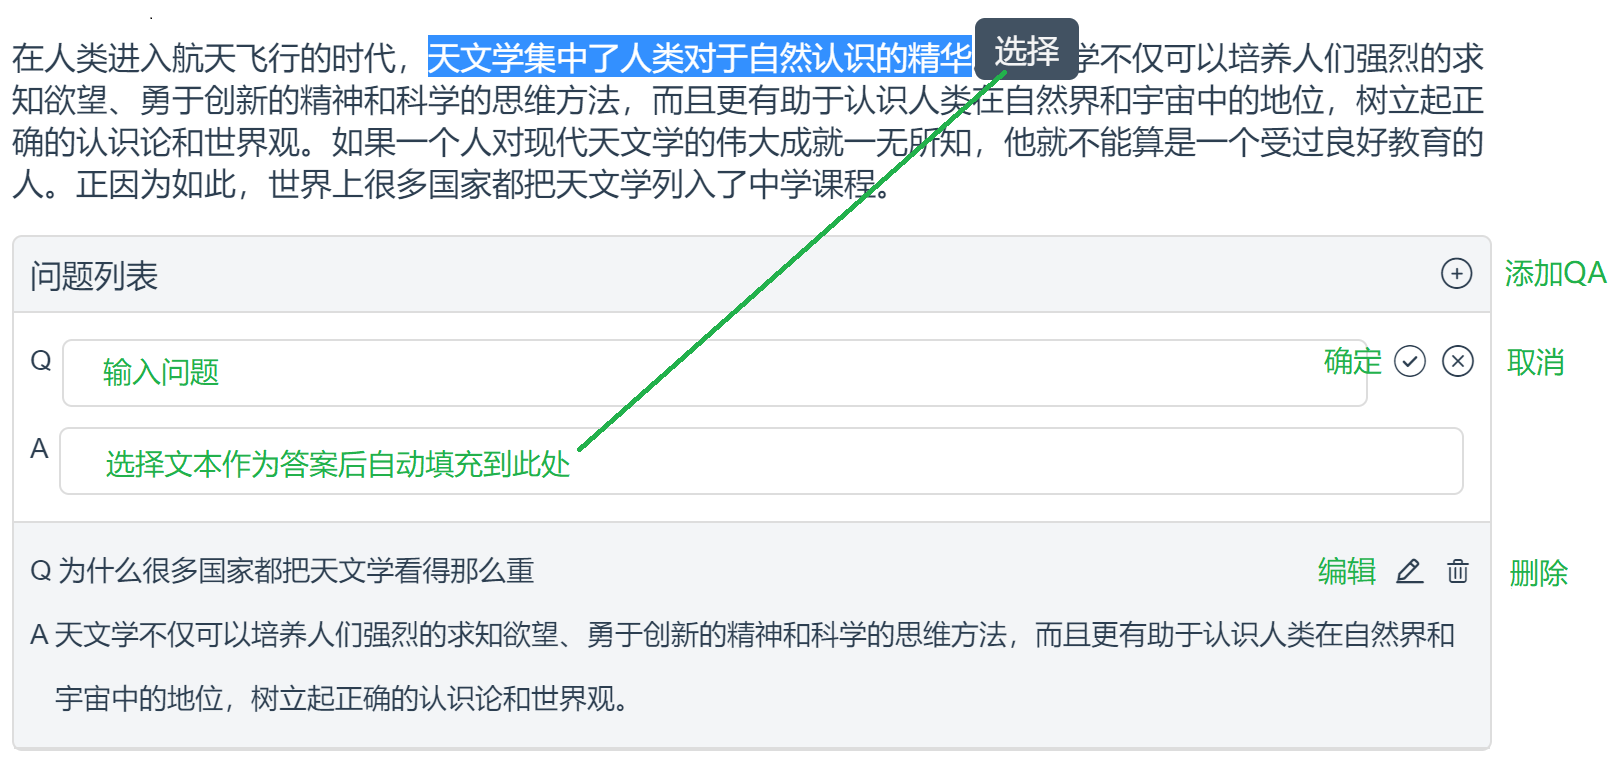 在人类进入航天飞行的时代，天文学集中了人类对于自然认识的精华 选择 学不仅可以培养人们强烈的求
知欲望、勇于创新的精神和科学的思维方法，而且更有助于认识人类在自然界和宇宙中的地位，树立起正
确的认识论和世界观。如果一个人对现代天文学的伟大成就一无所知，他就不能算是一个受过良好教育的
人。正因为如此，世界上很多国家都把天文学列入了中学课程。
问题列表 添加QA
Q 输入问题 确定 取消
A 选择文本作为答案后自动填充到此处
Q 为什么很多国家都把天文学看得那么重 编辑 删除
A 天文学不仅可以培养人们强烈的求知欲望、勇于创新的精神和科学的思维方法，而且更有助于认识人类在自然界和
宇宙中的地位，树立起正确的认识论和世界观。